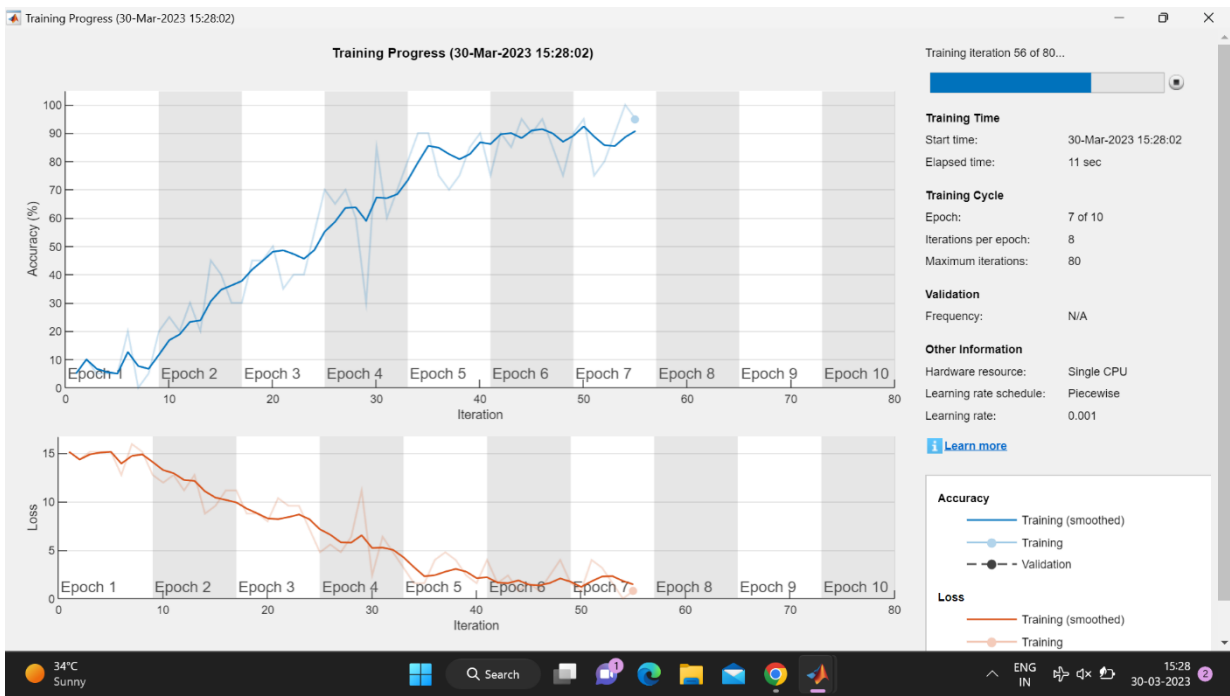 Training Progress (30-Mar-2023 15:28:02)
Training Progress (30-Mar-2023 15:28:02)
100
90
80
70
60
50
40
30
20
10
0
Accuracy (%)
Epoch 1 Epoch 2 Epoch 3 Epoch 4 Epoch 5 Epoch 6 Epoch 7 Epoch 8 Epoch 9 Epoch 10
0 10 20 30 40 50 60 70 80
Iteration
15
10
5
0
Loss
Epoch 1 Epoch 2 Epoch 3 Epoch 4 Epoch 5 Epoch 6 Epoch 7 Epoch 8 Epoch 9 Epoch 10
0 10 20 30 40 50 60 70 80
Iteration
Training iteration 56 of 80...
Training Time
Start time: 30-Mar-2023 15:28:02
Elapsed time: 11 sec
Training Cycle
Epoch: 7 of 10
Iterations per epoch: 8
Maximum iterations: 80
Validation
Frequency: N/A
Other Information
Hardware resource: Single CPU
Learning rate schedule: Piecewise
Learning rate: 0.001
i Learn more
Accuracy
Training (smoothed)
Training
Validation
Loss
Training (smoothed)
Training
34°C
Sunny
Search
1
ENG
IN
15:28
30-03-2023
2